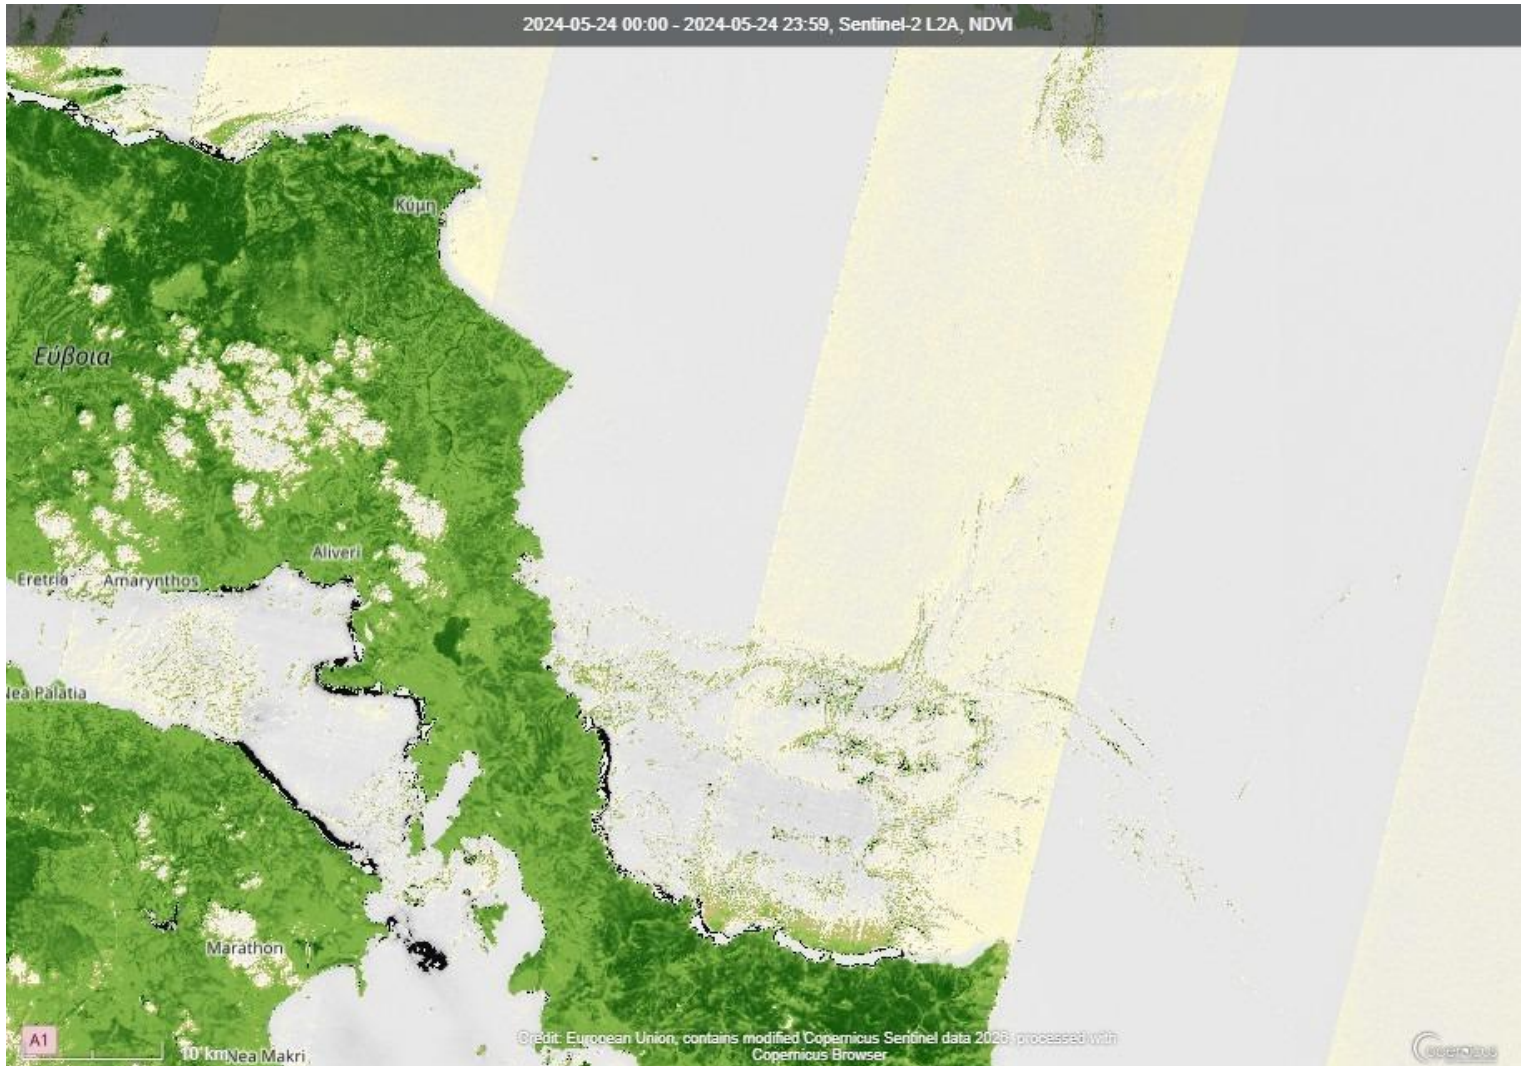 2024-05-24 00:00 - 2024-05-24 23:59, Sentinel-2 L2A, NDVI
Κύμη
Εύβοια
Aliveri
Eretria
Amarynthos
Nea Palatia
Marathon
A1
10 km
Nea Makri
Credit: European Union, contains modified Copernicus Sentinel data 2026, processed with
Copernicus Browser